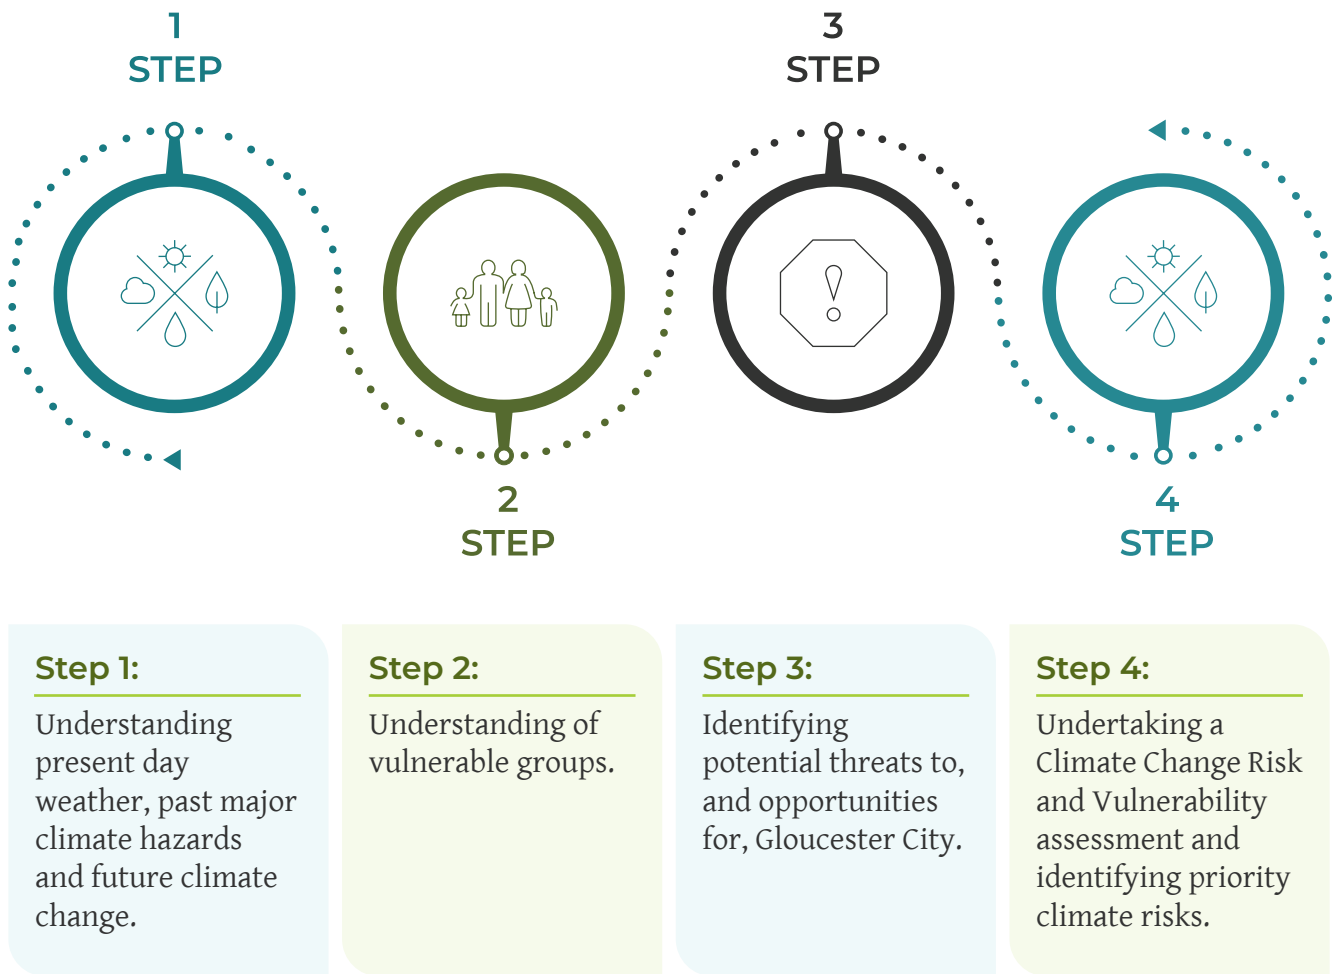 1
STEP
3
STEP
2
STEP
4
STEP
Step 1:
Understanding
present day
weather, past major
climate hazards
and future climate
change.
Step 2:
Understanding of
vulnerable groups.
Step 3:
Identifying
potential threats to,
and opportunities
for, Gloucester City.
Step 4:
Undertaking a
Climate Change Risk
and Vulnerability
assessment and
identifying priority
climate risks.